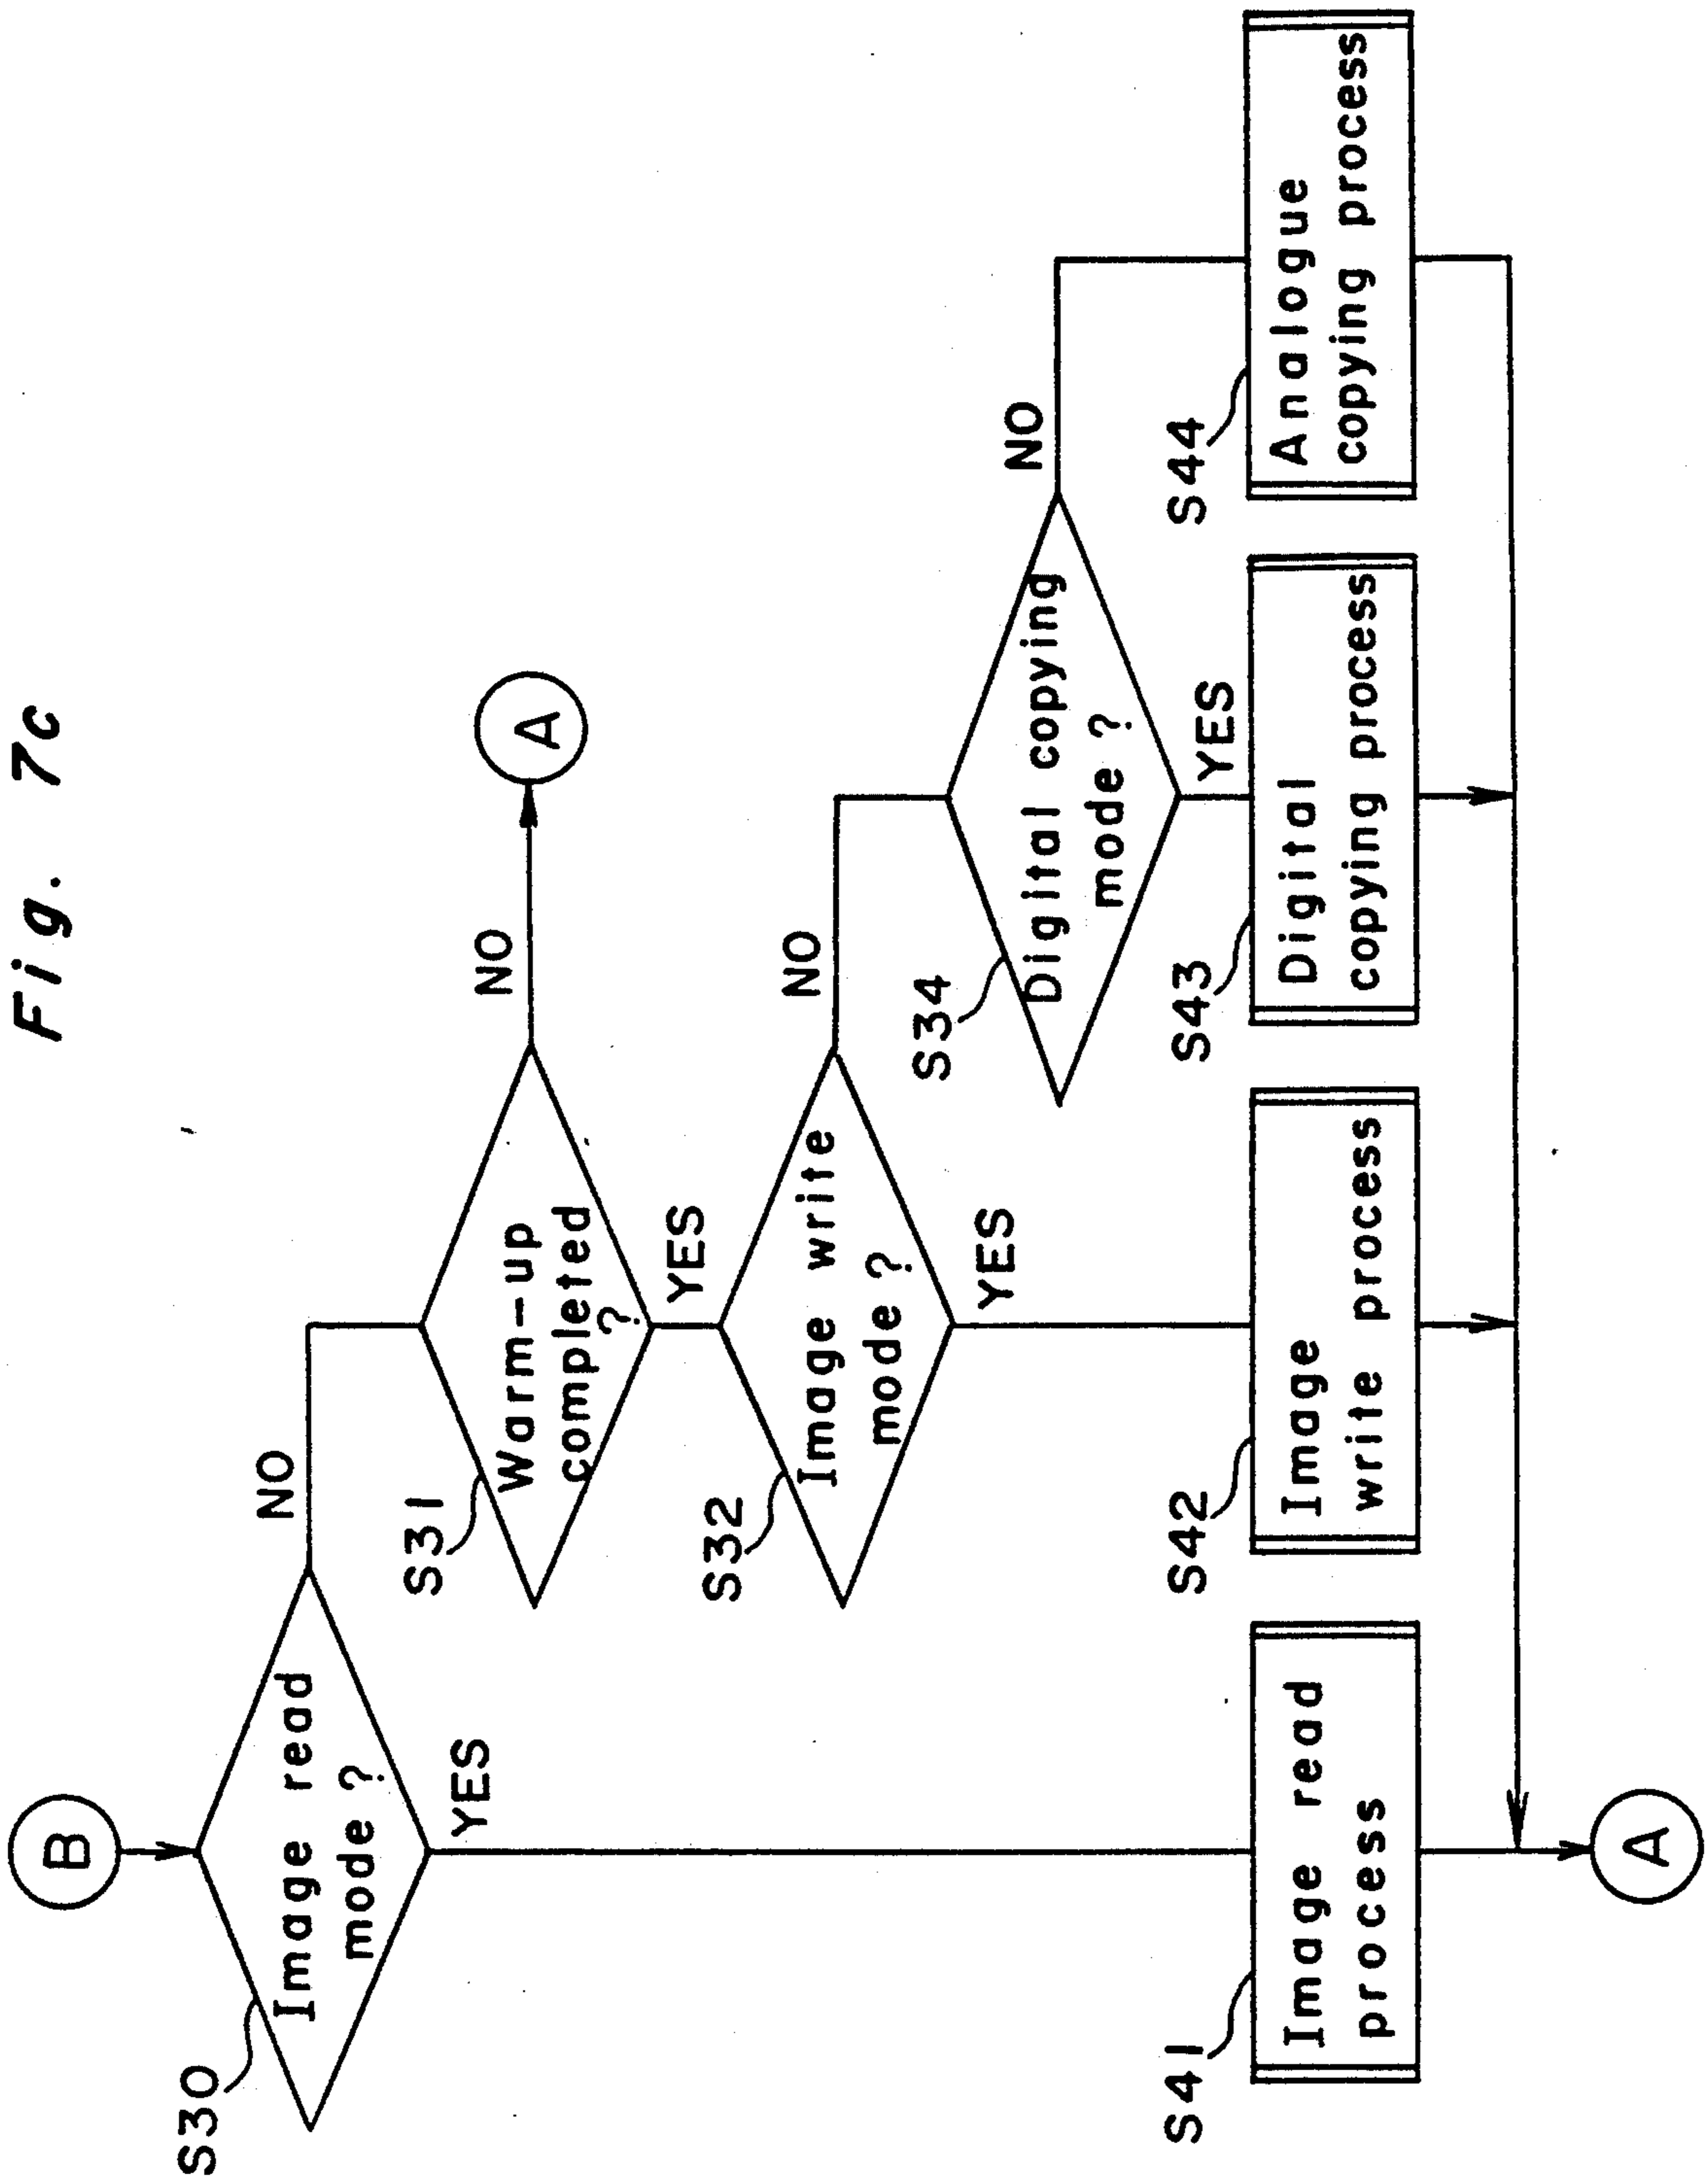 Fig. 7c
B
S30
Image read
mode ?
NO
YES
S31
Warm-up
completed
?
NO
A
YES
S32
Image write
mode ?
NO
YES
S34
Digital copying
mode ?
NO
YES
S41
Image read
process
S42
Image
write process
S43
Digital
copying process
S44
Analogue
copying process
A